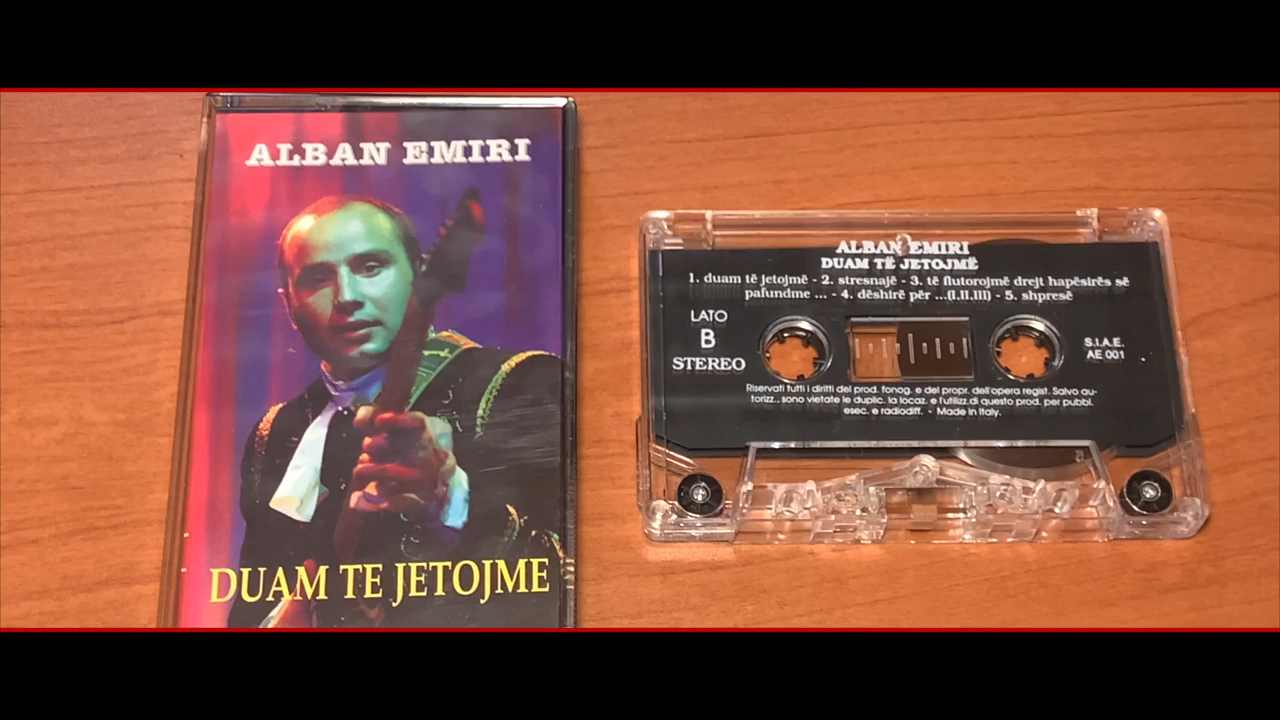 ALBAN EMIRI
DUAM TE JETOJME
ALBAN EMIRI
DUAM TË JETOJMË
1. duam të jetojmë - 2. stresnajë - 3. të flutorojmë drejt hapësirës së
pafundme ... - 4. dëshirë për ...(I.II.III) - 5. shpresë
LATO
B
STEREO
S.I.A.E.
AE 001
Riservati tutti i diritti del prod. fonog. e del propr. dell'opera regist. Salvo au-
torizz., sono vietate le duplic. la locaz. e l'utilizz.di questo prod. per pubbl.
esec. e radiodiff. - Made in Italy.